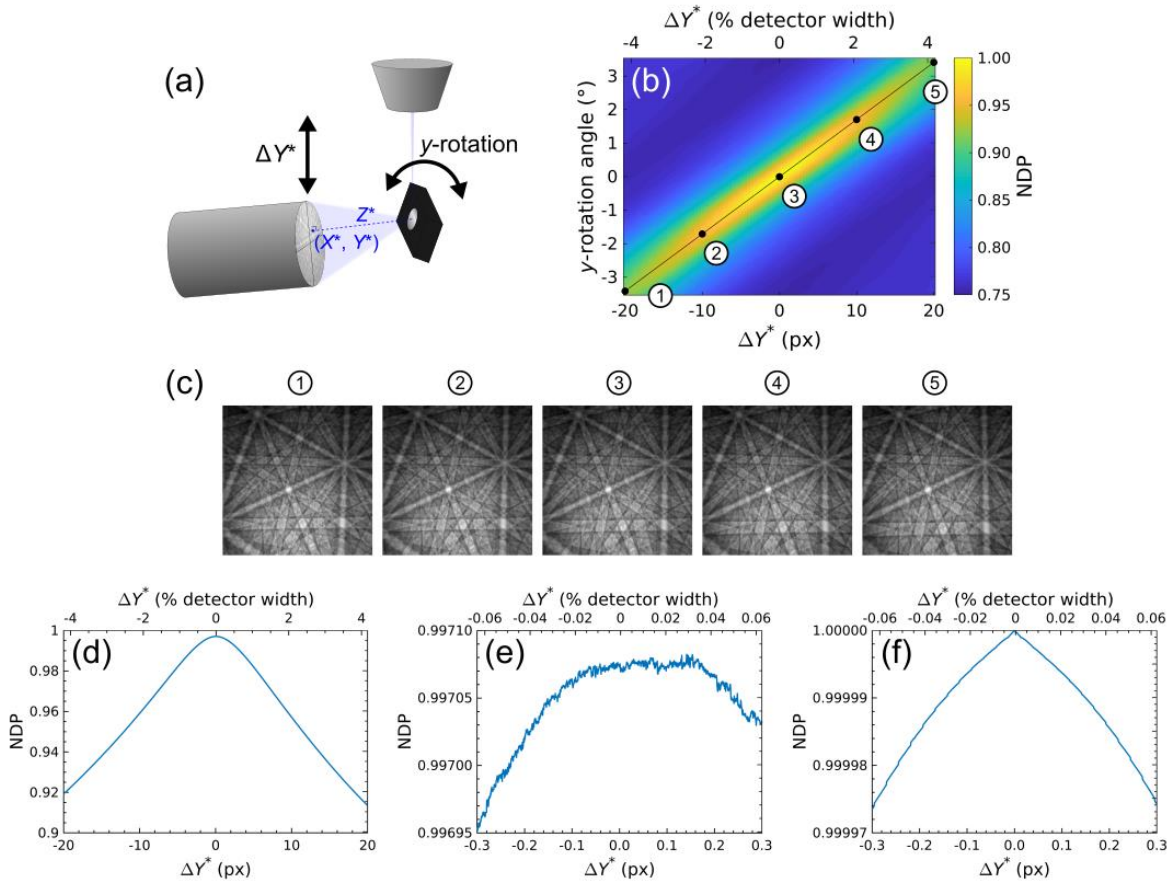 (a)
ΔY*
y-rotation
Z*
(X*, Y*)
ΔY* (% detector width)
-4 -2 0 2 4
(b)
y-rotation angle (°)
3
2
1
0
-1
-2
-3
① ② ③ ④ ⑤
-20 -10 0 10 20
ΔY* (px)
1.00
0.95
0.90
0.85
0.80
0.75
NDP
(c)
① ② ③ ④ ⑤
ΔY* (% detector width)
-4 -2 0 2 4
(d)
NDP
1
0.98
0.96
0.94
0.92
0.9
-20 -10 0 10 20
ΔY* (px)
ΔY* (% detector width)
-0.06 -0.04 -0.02 0 0.02 0.04 0.06
(e)
NDP
0.99710
0.99705
0.99700
0.99695
-0.3 -0.2 -0.1 0.0 0.1 0.2 0.3
ΔY* (px)
ΔY* (% detector width)
-0.06 -0.04 -0.02 0 0.02 0.04 0.06
(f)
NDP
1.00000
0.99999
0.99998
0.99997
-0.3 -0.2 -0.1 0.0 0.1 0.2 0.3
ΔY* (px)